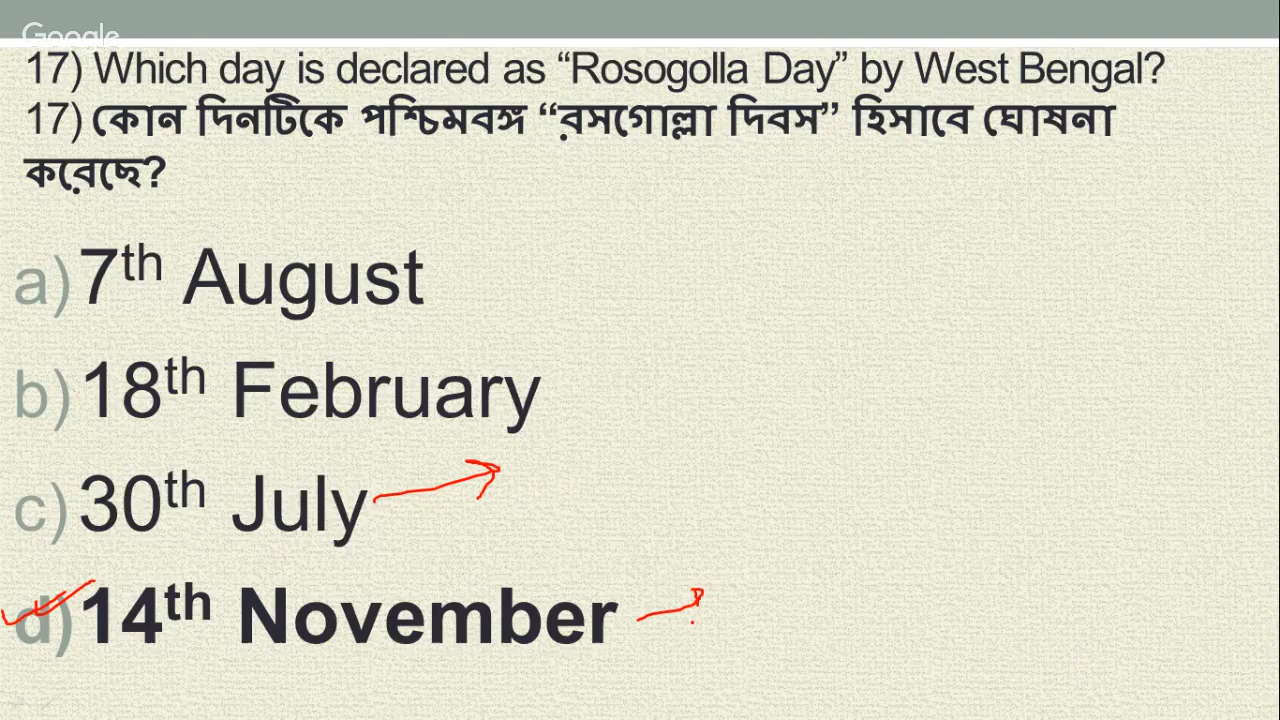 Google
17) Which day is declared as “Rosogolla Day” by West Bengal?
17) কোন দিনটিকে পশ্চিমবঙ্গ “রসগোল্লা দিবস” হিসাবে ঘোষনা
করেছে?
a) 7th August
b) 18th February
c) 30th July
d) 14th November